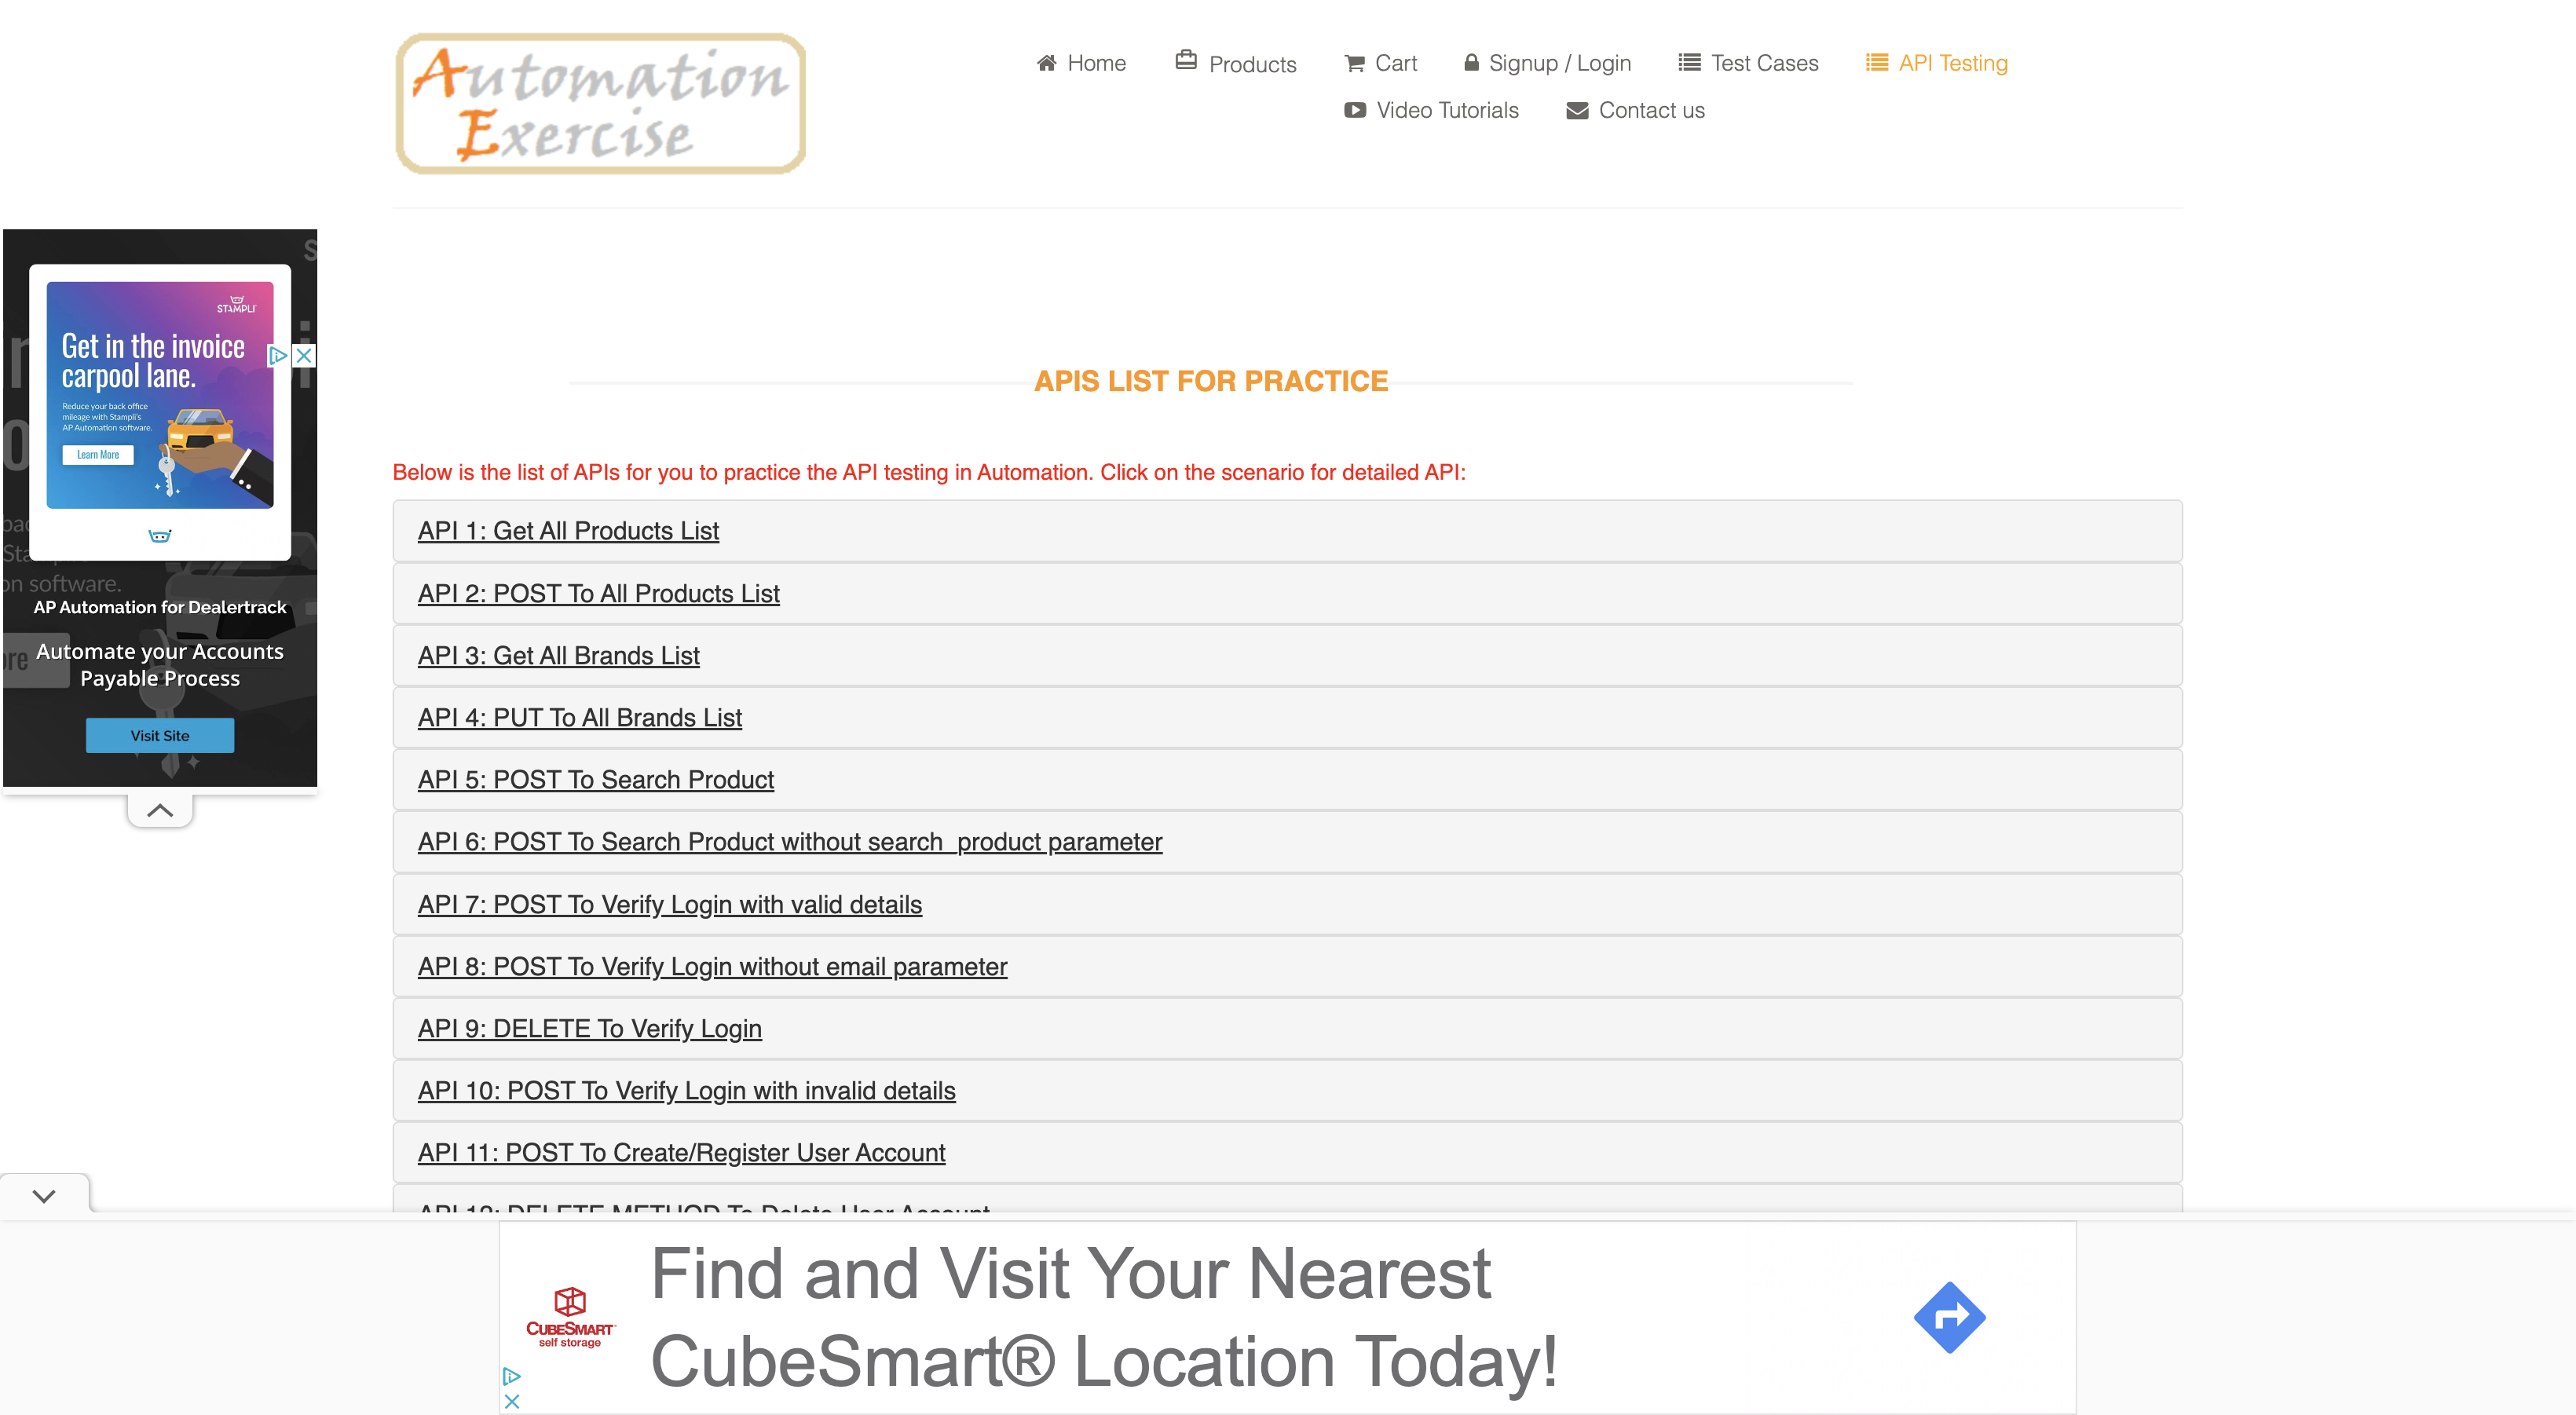 Automation
Exercise
Home
Products
Cart
Signup / Login
Test Cases
API Testing
Video Tutorials
Contact us
STAMPLI
Get in the invoice
carpool lane.
Reduce your back office
mileage with Stampli's
AP Automation software.
Learn More
on software.
AP Automation for Dealertrack
Automate your Accounts
Payable Process
Visit Site
APIS LIST FOR PRACTICE
Below is the list of APIs for you to practice the API testing in Automation. Click on the scenario for detailed API:
API 1: Get All Products List
API 2: POST To All Products List
API 3: Get All Brands List
API 4: PUT To All Brands List
API 5: POST To Search Product
API 6: POST To Search Product without search_product parameter
API 7: POST To Verify Login with valid details
API 8: POST To Verify Login without email parameter
API 9: DELETE To Verify Login
API 10: POST To Verify Login with invalid details
API 11: POST To Create/Register User Account
API 12: DELETE METHOD To Delete User Account
CUBESMART
self storage
Find and Visit Your Nearest
CubeSmart® Location Today!